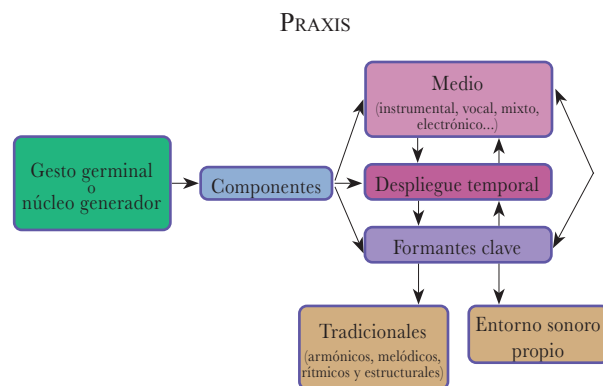 PRAXIS
Medio
(instrumental, vocal, mixto,
electrónico...)
Gesto germinal
o
núcleo generador
Componentes
Despliegue temporal
Formantes clave
Tradicionales
(armónicos, melódicos,
rítmicos y estructurales)
Entorno sonoro
propio